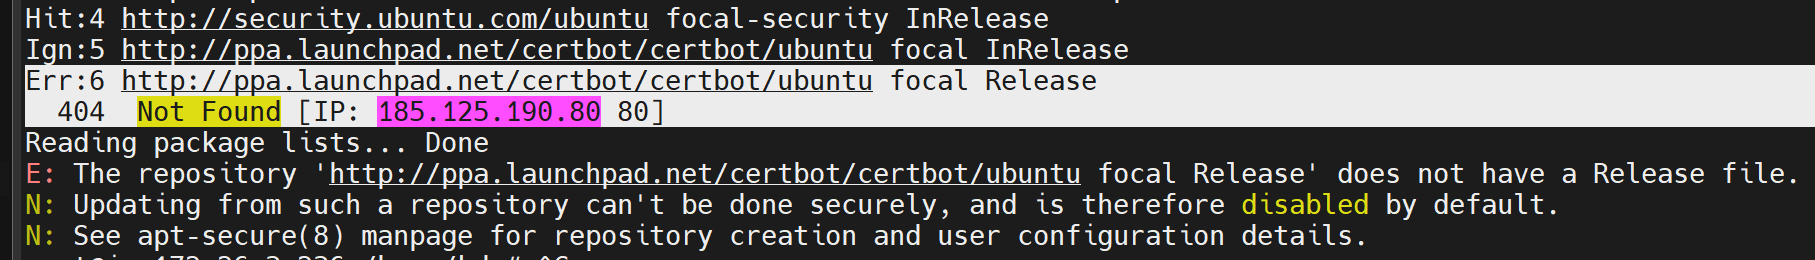 Hit:4 http://security.ubuntu.com/ubuntu focal-security InRelease
Ign:5 http://ppa.launchpad.net/certbot/certbot/ubuntu focal InRelease
Err:6 http://ppa.launchpad.net/certbot/certbot/ubuntu focal Release
  404  Not Found [IP: 185.125.190.80 80]
Reading package lists... Done
E: The repository 'http://ppa.launchpad.net/certbot/certbot/ubuntu focal Release' does not have a Release file.
N: Updating from such a repository can't be done securely, and is therefore disabled by default.
N: See apt-secure(8) manpage for repository creation and user configuration details.